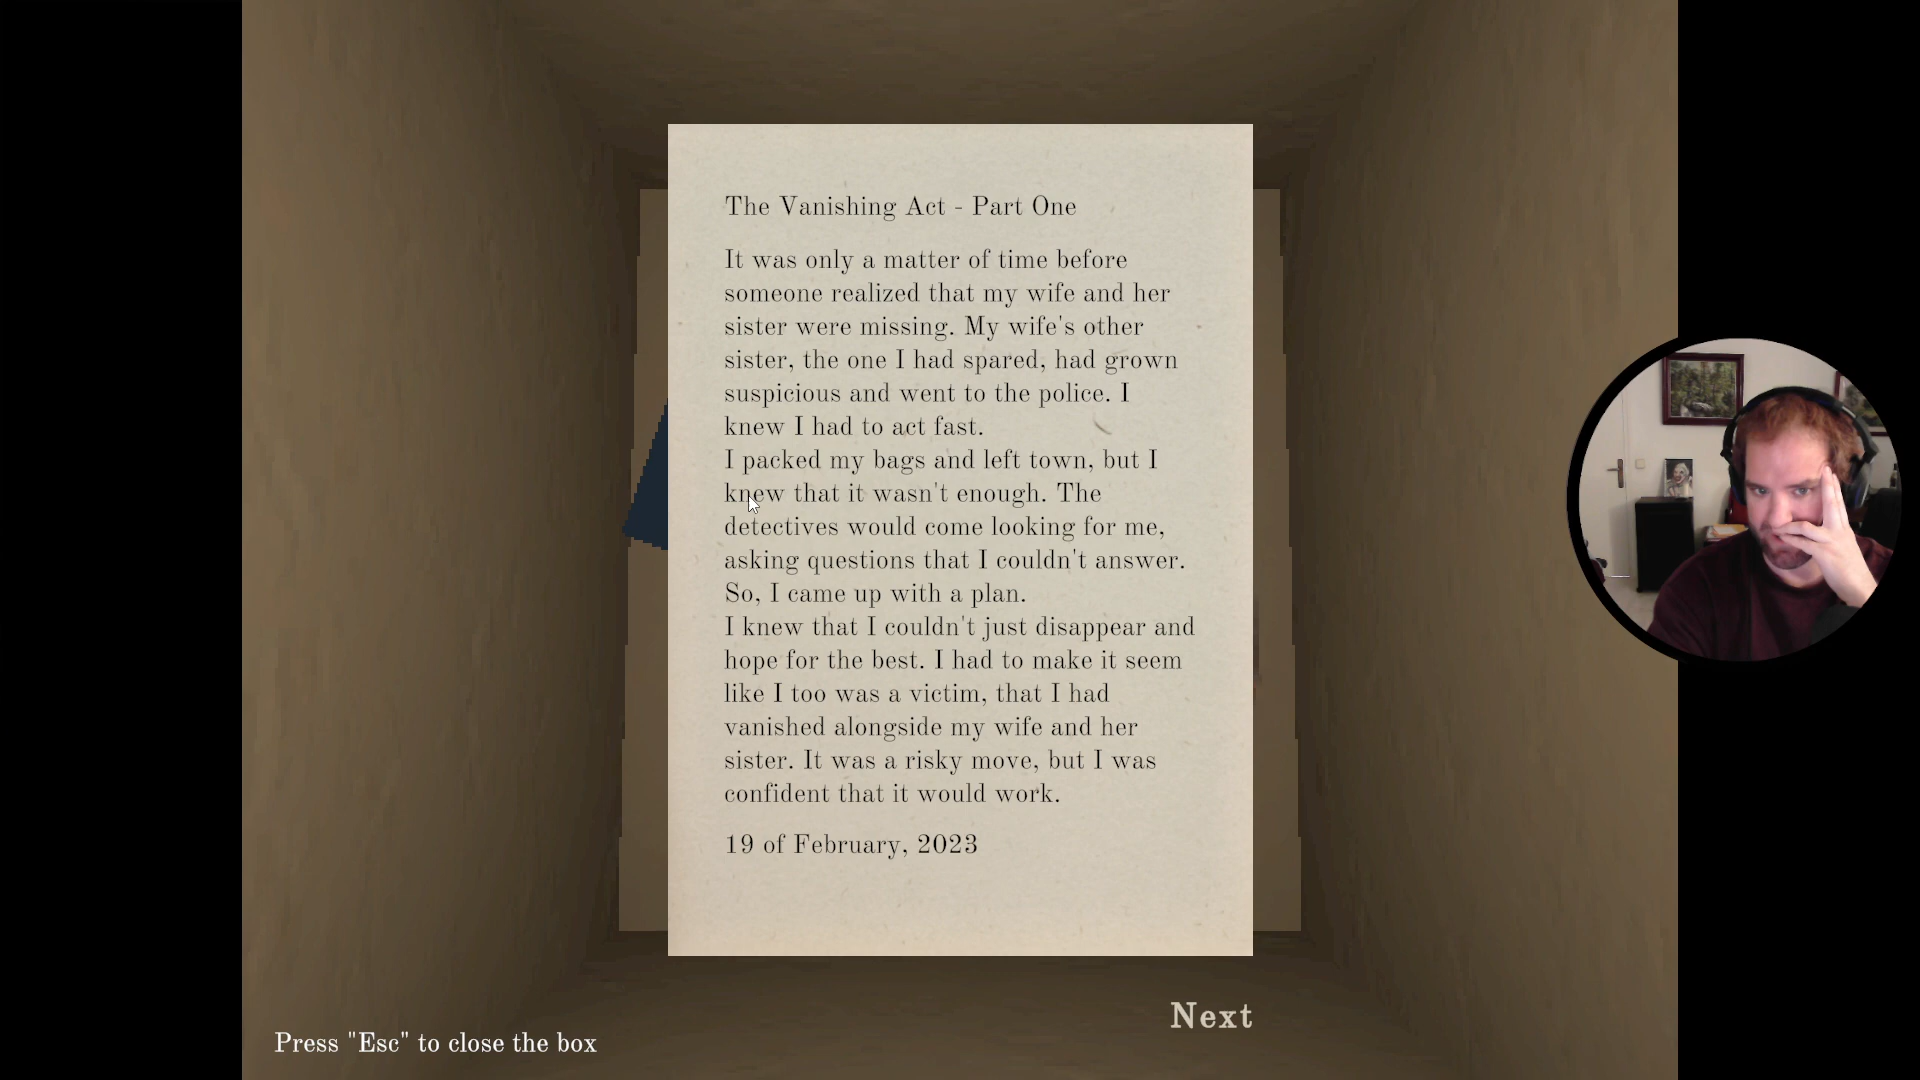 The Vanishing Act - Part One
It was only a matter of time before
someone realized that my wife and her
sister were missing. My wife's other
sister, the one I had spared, had grown
suspicious and went to the police. I
knew I had to act fast.
I packed my bags and left town, but I
knew that it wasn't enough. The
detectives would come looking for me,
asking questions that I couldn't answer.
So, I came up with a plan.
I knew that I couldn't just disappear and
hope for the best. I had to make it seem
like I too was a victim, that I had
vanished alongside my wife and her
sister. It was a risky move, but I was
confident that it would work.
19 of February, 2023
Next
Press "Esc" to close the box